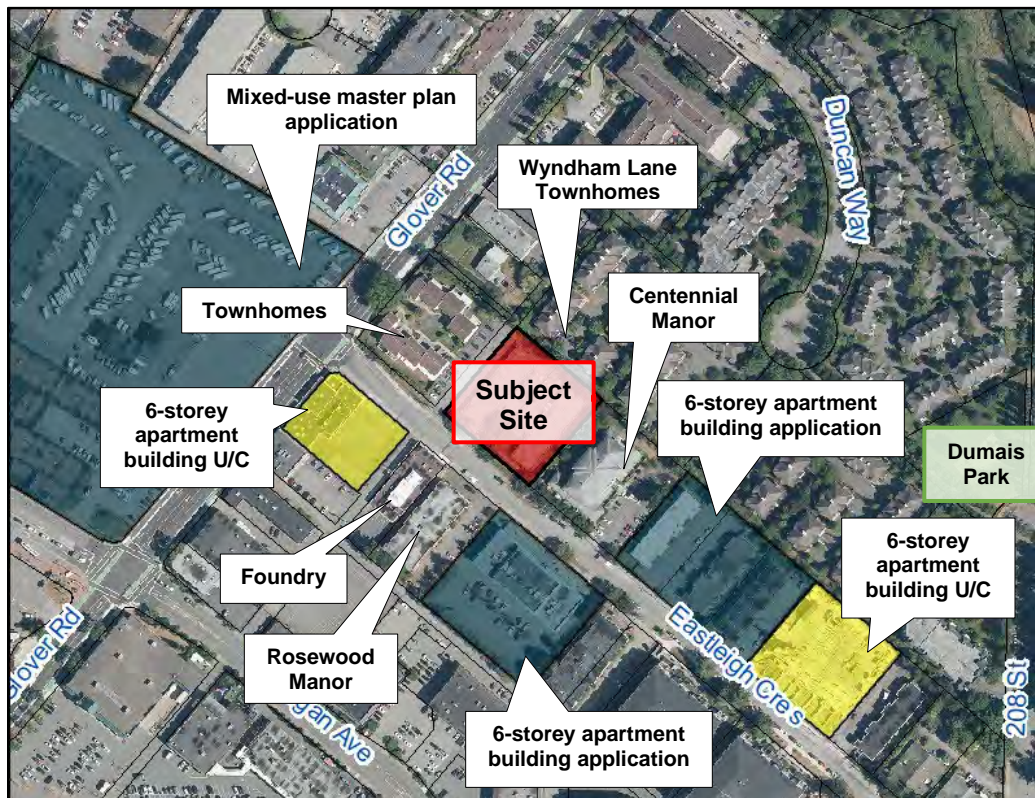 Mixed-use master plan
application
Glover Rd
Wyndham Lane
Townhomes
Duncan Way
Townhomes
Centennial
Manor
Subject
Site
6-storey
apartment
building U/C
6-storey apartment
building application
Dumais
Park
Foundry
6-storey
apartment
building U/C
Rosewood
Manor
Eastleigh Cres
Glover Rd
gan Ave
208 St
6-storey apartment
building application